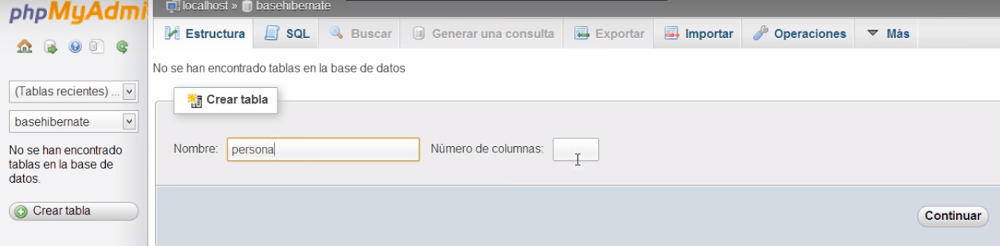 phpMyAdmi
localhost » basehibernate
Estructura SQL Buscar Generar una consulta Exportar Importar Operaciones Más
No se han encontrado tablas en la base de datos
(Tablas recientes) ...
basehibernate
No se han encontrado
tablas en la base de
datos.
Crear tabla
Crear tabla
Nombre: persona Número de columnas:
Continuar